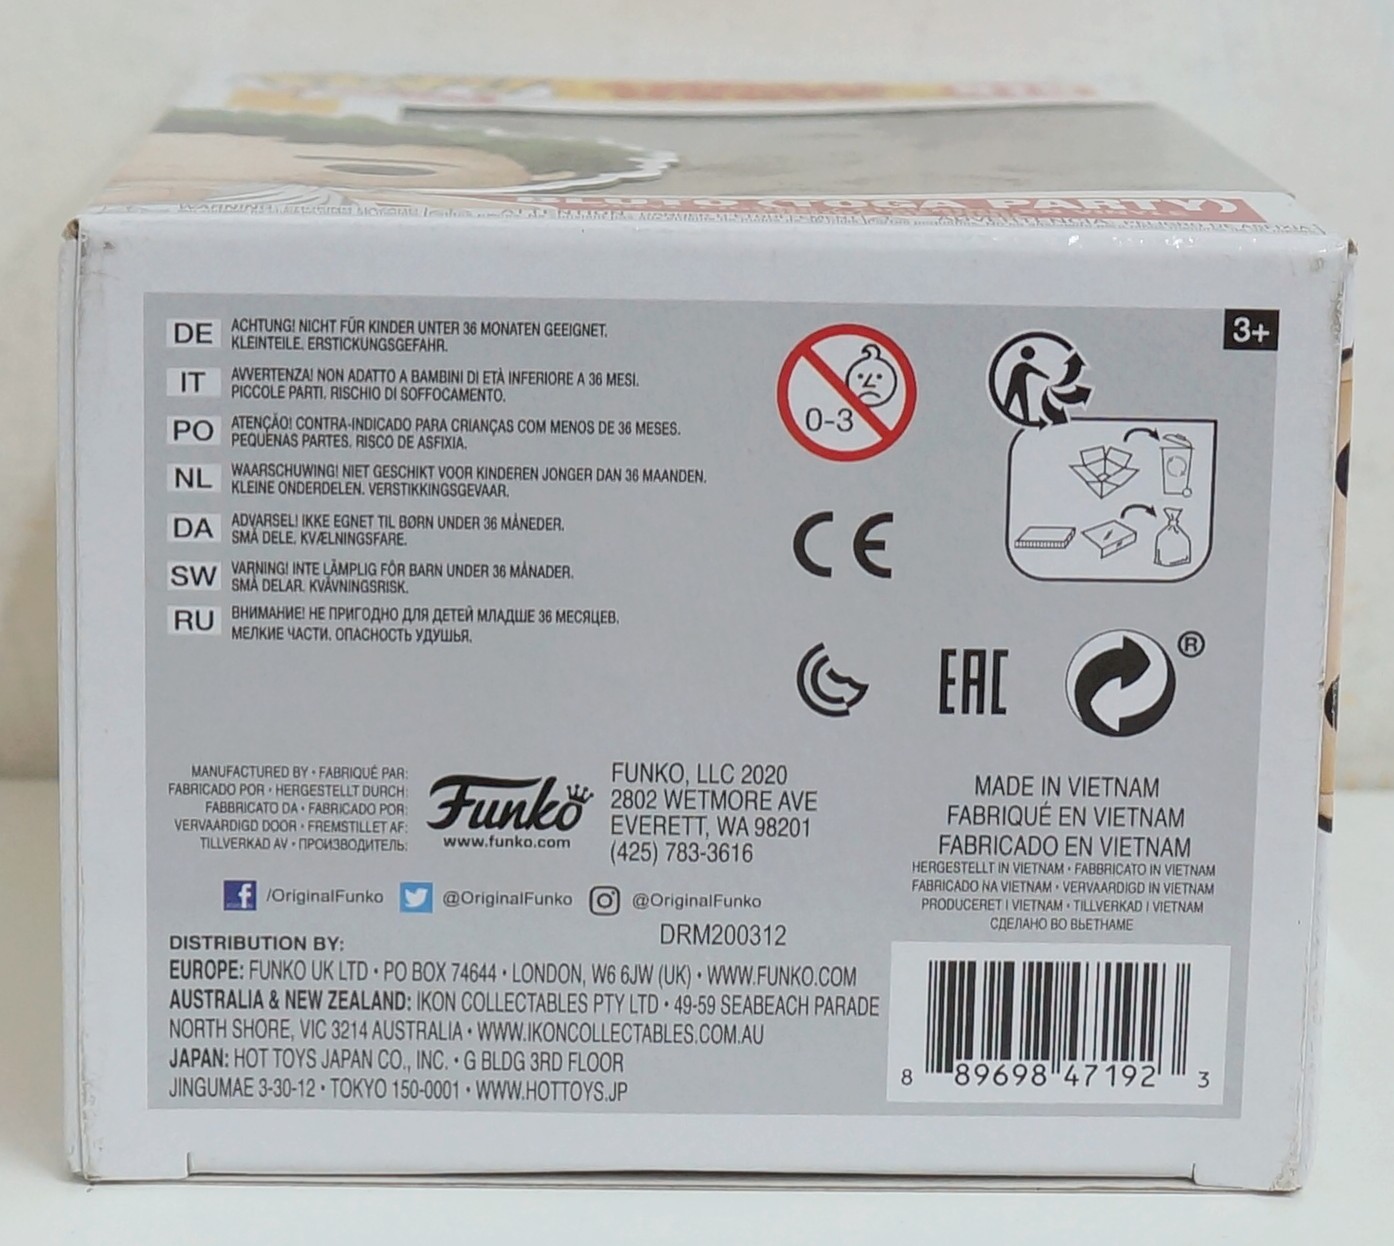 PLUTO (TOGA PARTY)
DE ACHTUNG! NICHT FÜR KINDER UNTER 36 MONATEN GEEIGNET.
KLEINTEILE. ERSTICKUNGSGEFAHR.
IT AVVERTENZA! NON ADATTO A BAMBINI DI ETÀ INFERIORE A 36 MESI.
PICCOLE PARTI. RISCHIO DI SOFFOCAMENTO.
PO ATENÇÃO! CONTRA-INDICADO PARA CRIANÇAS COM MENOS DE 36 MESES.
PEQUENAS PARTES. RISCO DE ASFIXIA.
NL WAARSCHUWING! NIET GESCHIKT VOOR KINDEREN JONGER DAN 36 MAANDEN.
KLEINE ONDERDELEN. VERSTIKKINGSGEVAAR.
DA ADVARSEL! IKKE EGNET TIL BØRN UNDER 36 MÅNEDER.
SMÅ DELE. KVÆLNINGSFARE.
SW VARNING! INTE LÄMPLIG FÖR BARN UNDER 36 MÅNADER.
SMÅ DELAR. KVÄVNINGSRISK.
RU ВНИМАНИЕ! НЕ ПРИГОДНО ДЛЯ ДЕТЕЙ МЛАДШЕ 36 МЕСЯЦЕВ.
МЕЛКИЕ ЧАСТИ. ОПАСНОСТЬ УДУШЬЯ.
0-3
3+
CE
EAC
®
MANUFACTURED BY • FABRIQUÉ PAR:
FABRICADO POR • HERGESTELLT DURCH:
FABBRICATO DA • FABRICADO POR:
VERVAARDIGD DOOR • FREMSTILLET AF:
TILLVERKAD AV • ПРОИЗВОДИТЕЛЬ:
Funko
www.funko.com
FUNKO, LLC 2020
2802 WETMORE AVE
EVERETT, WA 98201
(425) 783-3616
MADE IN VIETNAM
FABRIQUÉ EN VIETNAM
FABRICADO EN VIETNAM
HERGESTELLT IN VIETNAM • FABBRICATO IN VIETNAM
FABRICADO NA VIETNAM • VERVAARDIGD IN VIETNAM
PRODUCERET I VIETNAM • TILLVERKAD I VIETNAM
СДЕЛАНО ВО ВЬЕТНАМЕ
/OriginalFunko @OriginalFunko @OriginalFunko
DRM200312
DISTRIBUTION BY:
EUROPE: FUNKO UK LTD • PO BOX 74644 • LONDON, W6 6JW (UK) • WWW.FUNKO.COM
AUSTRALIA & NEW ZEALAND: IKON COLLECTABLES PTY LTD • 49-59 SEABEACH PARADE
NORTH SHORE, VIC 3214 AUSTRALIA • WWW.IKONCOLLECTABLES.COM.AU
JAPAN: HOT TOYS JAPAN CO., INC. • G BLDG 3RD FLOOR
JINGUMAE 3-30-12 • TOKYO 150-0001 • WWW.HOTTOYS.JP
8 89698 47192 3